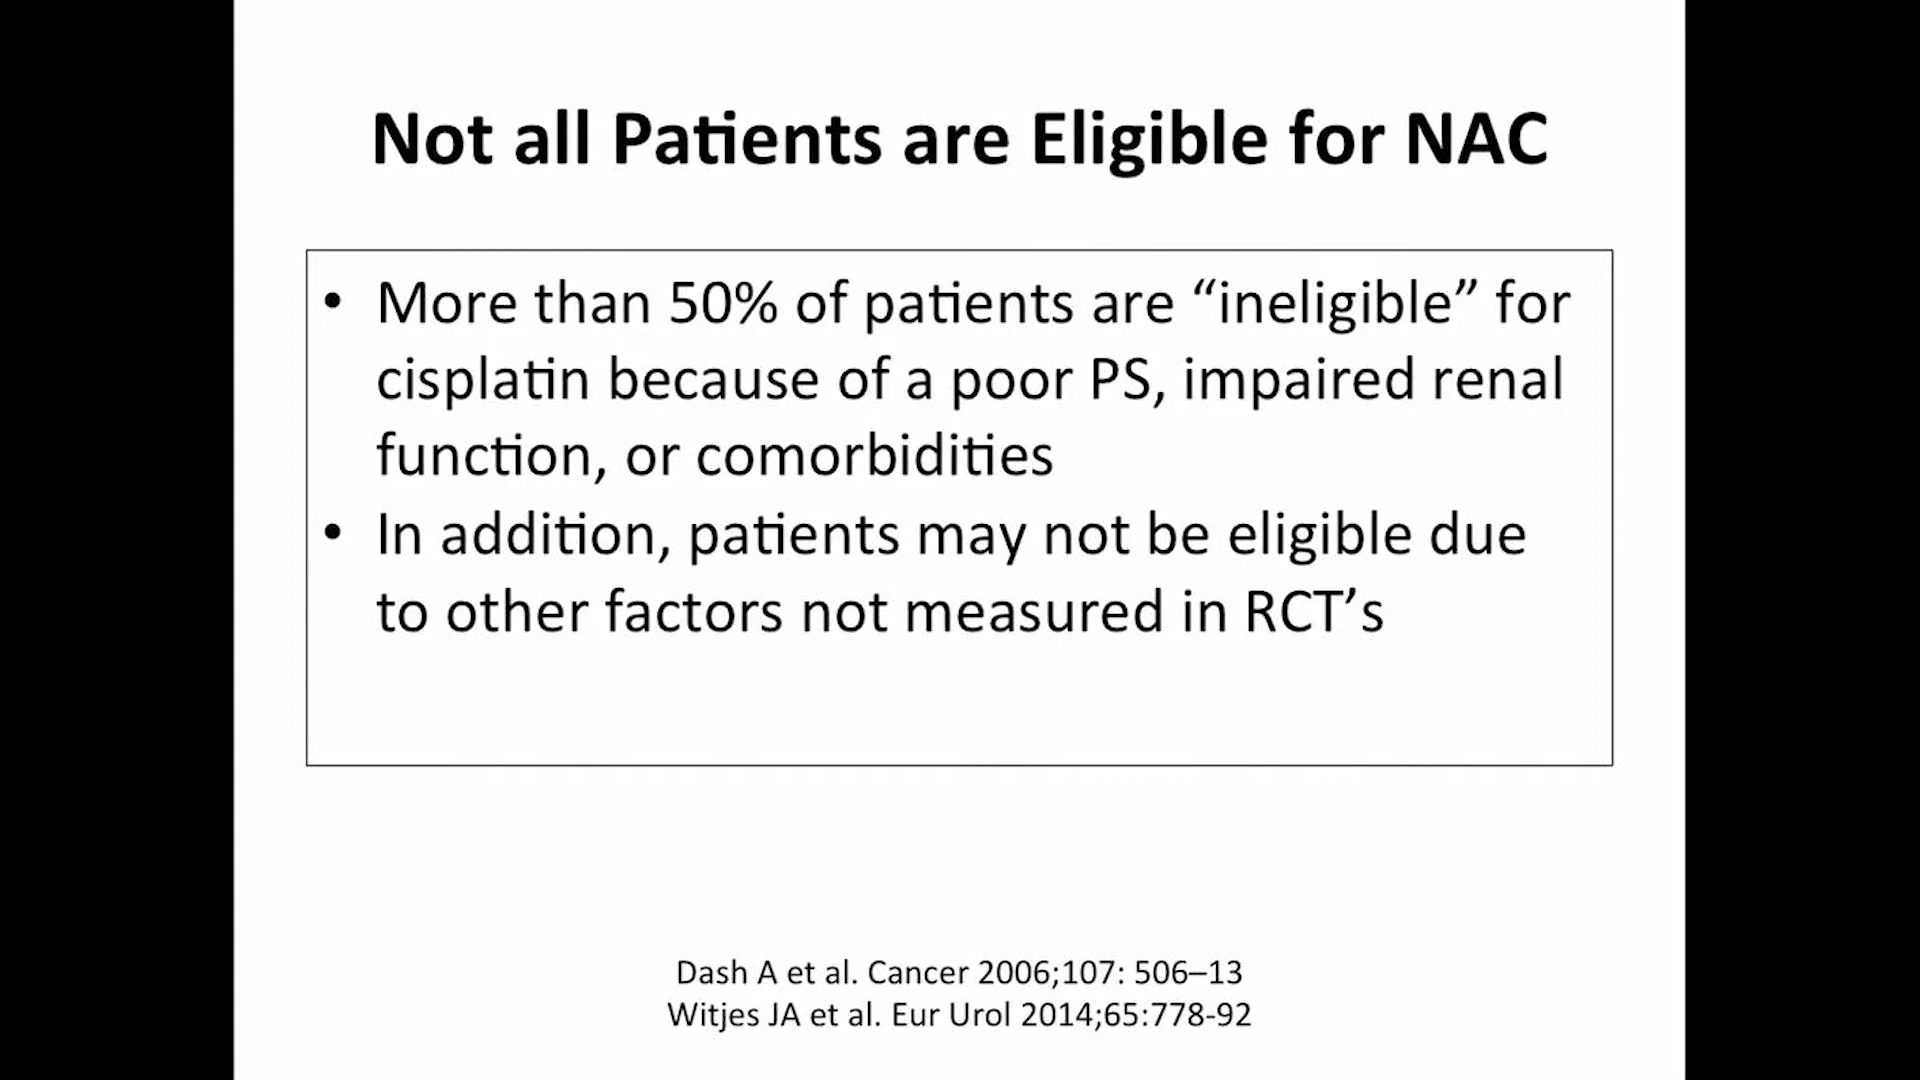 Not all Patients are Eligible for NAC
• More than 50% of patients are “ineligible” for
cisplatin because of a poor PS, impaired renal
function, or comorbidities
• In addition, patients may not be eligible due
to other factors not measured in RCT’s
Dash A et al. Cancer 2006;107: 506–13
Witjes JA et al. Eur Urol 2014;65:778-92